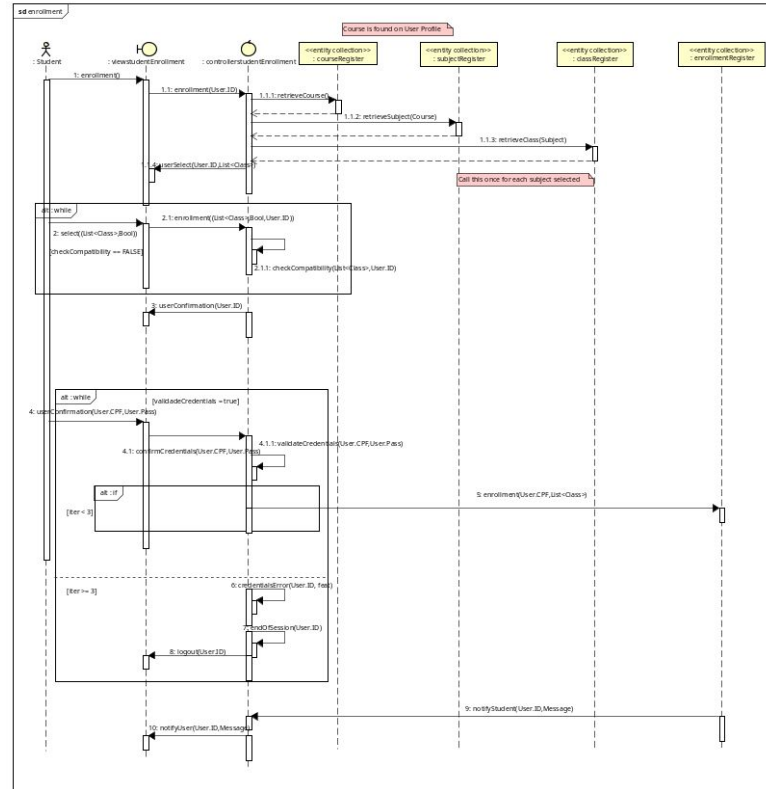 sd enrollment
Course is found on User Profile
: Student
: viewstudentEnrollment
: controllerstudentEnrollment
<<entity collection>>
: courseRegister
<<entity collection>>
: subjectRegister
<<entity collection>>
: classRegister
<<entity collection>>
: enrollmentRegister
1: enrollment()
1.1: enrollment(User.ID)
1.1.1: retrieveCourse()
1.1.2: retrieveSubject(Course)
1.1.3: retrieveClass(Subject)
1.1.4: userSelect(User.ID,List<Class>)
Call this once for each subject selected
alt : while
2.1: enrollment((List<Class>,Bool,User.ID))
2: select((List<Class>,Bool))
[checkCompatibility == FALSE]
2.1.1: checkCompatibility(List<Class>,User.ID)
3: userConfirmation(User.ID)
alt : while
[validadeCredentials = true]
4: userConfirmation(User.CPF,User.Pass)
4.1.1: validateCredentials(User.CPF,User.Pass)
4.1: confirmCredentials(User.CPF,User.Pass)
alt : if
5: enrollment(User.CPF,List<Class>)
[iter < 3]
6: credentialsError(User.ID, feat)
[iter >= 3]
7: endOfSession(User.ID)
8: logout(User.ID)
9: notifyStudent(User.ID,Message)
10: notifyUser(User.ID,Message)